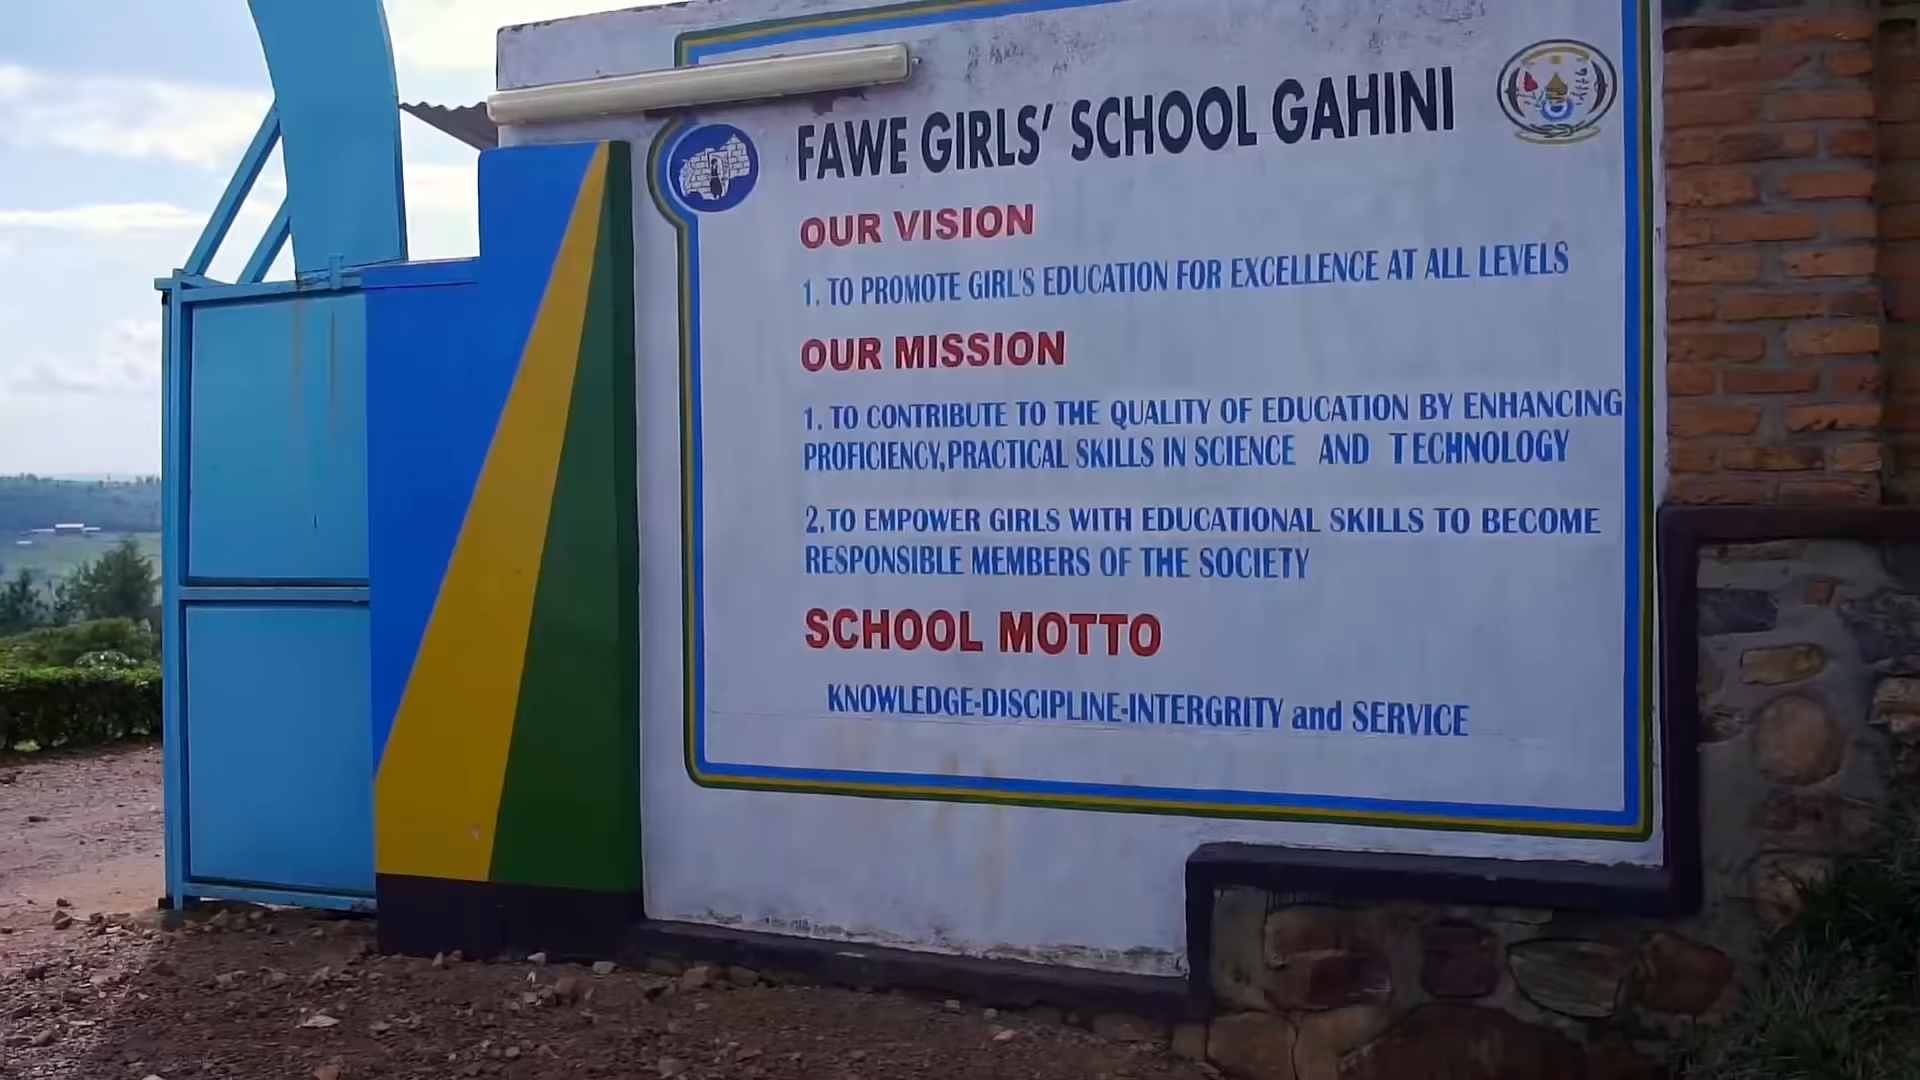 FAWE GIRLS' SCHOOL GAHINI
OUR VISION
1. TO PROMOTE GIRL'S EDUCATION FOR EXCELLENCE AT ALL LEVELS
OUR MISSION
1. TO CONTRIBUTE TO THE QUALITY OF EDUCATION BY ENHANCING
PROFICIENCY,PRACTICAL SKILLS IN SCIENCE AND TECHNOLOGY
2.TO EMPOWER GIRLS WITH EDUCATIONAL SKILLS TO BECOME
RESPONSIBLE MEMBERS OF THE SOCIETY
SCHOOL MOTTO
KNOWLEDGE-DISCIPLINE-INTERGRITY and SERVICE